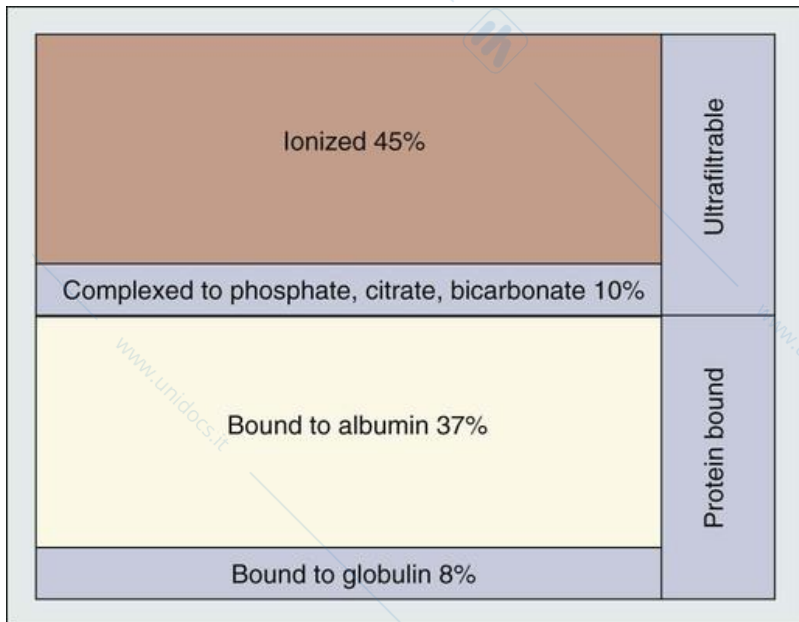 Ionized 45%
Ultrafiltrable
Complexed to phosphate, citrate, bicarbonate 10%
Bound to albumin 37%
Protein bound
Bound to globulin 8%
www.unidocs.it
www.u